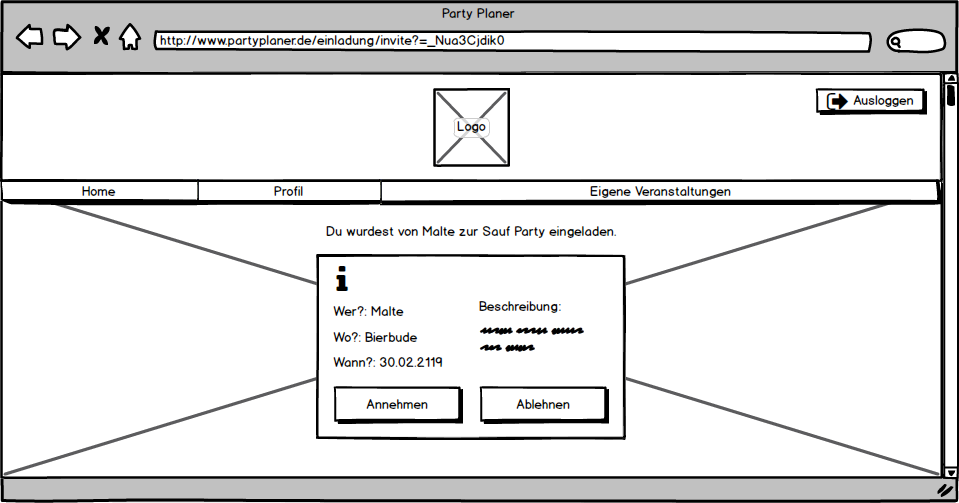 Party Planer
http://www.partyplaner.de/einladung/invite?=_Nua3Cjdik0
Ausloggen
Logo
Home
Profil
Eigene Veranstaltungen
Du wurdest von Malte zur Sauf Party eingeladen.
i
Wer?: Malte
Wo?: Bierbude
Wann?: 30.02.2119
Beschreibung:
Annehmen
Ablehnen